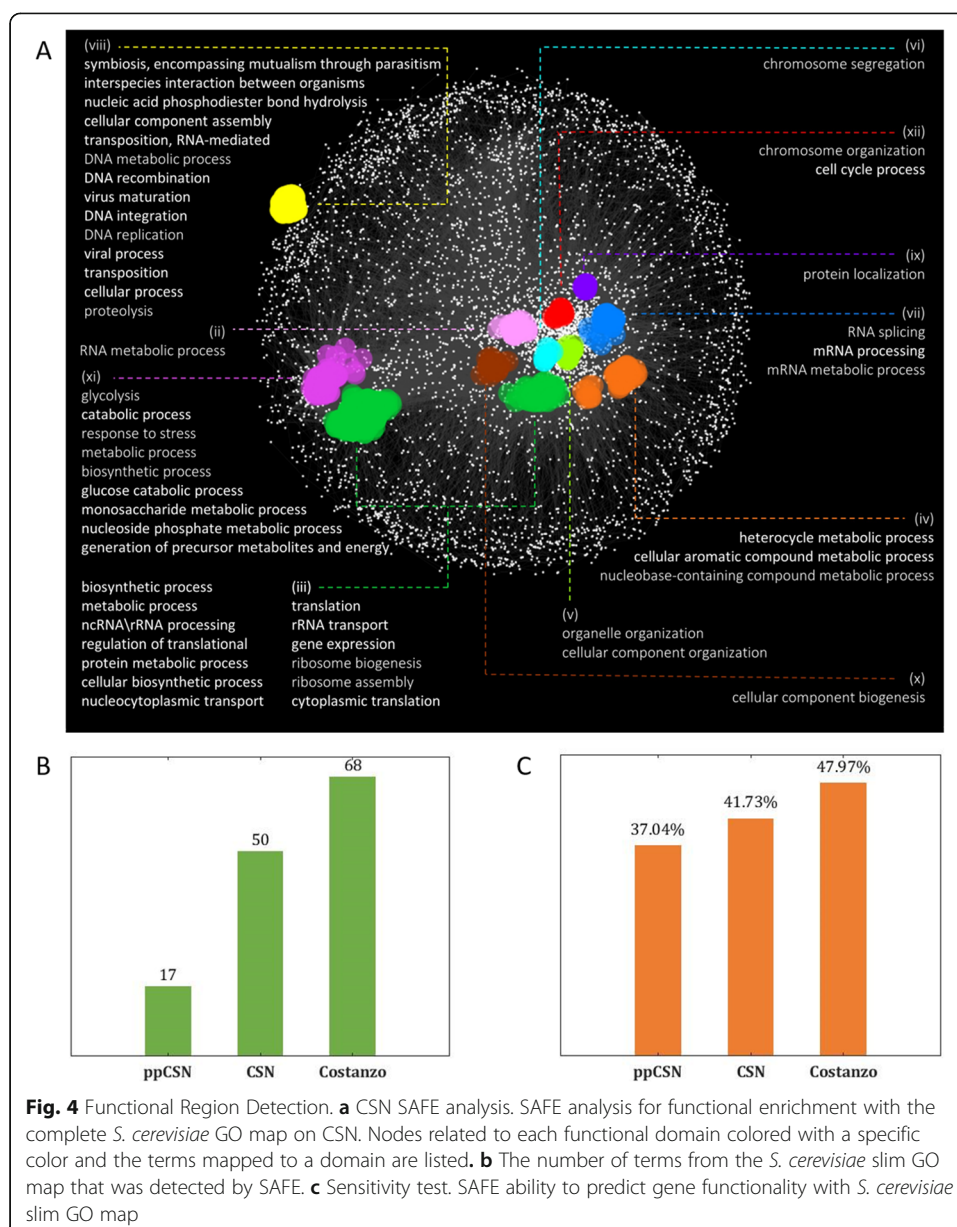 A
(viii)
symbiosis, encompassing mutualism through parasitism
interspecies interaction between organisms
nucleic acid phosphodiester bond hydrolysis
cellular component assembly
transposition, RNA-mediated
DNA metabolic process
DNA recombination
virus maturation
DNA integration
DNA replication
viral process
transposition
cellular process
proteolysis
(ii)
RNA metabolic process
(xi)
glycolysis
catabolic process
response to stress
metabolic process
biosynthetic process
glucose catabolic process
monosaccharide metabolic process
nucleoside phosphate metabolic process
generation of precursor metabolites and energy
biosynthetic process
metabolic process
ncRNA\rRNA processing
regulation of translational
protein metabolic process
cellular biosynthetic process
nucleocytoplasmic transport
(iii)
translation
rRNA transport
gene expression
ribosome biogenesis
ribosome assembly
cytoplasmic translation
(vi)
chromosome segregation
(xii)
chromosome organization
cell cycle process
(ix)
protein localization
(vii)
RNA splicing
mRNA processing
mRNA metabolic process
(iv)
heterocycle metabolic process
cellular aromatic compound metabolic process
nucleobase-containing compound metabolic process
(v)
organelle organization
cellular component organization
(x)
cellular component biogenesis
B
17
50
68
ppCSN CSN Costanzo
C
37.04%
41.73%
47.97%
ppCSN CSN Costanzo
Fig. 4 Functional Region Detection. a CSN SAFE analysis. SAFE analysis for functional enrichment with the
complete S. cerevisiae GO map on CSN. Nodes related to each functional domain colored with a specific
color and the terms mapped to a domain are listed. b The number of terms from the S. cerevisiae slim GO
map that was detected by SAFE. c Sensitivity test. SAFE ability to predict gene functionality with S. cerevisiae
slim GO map